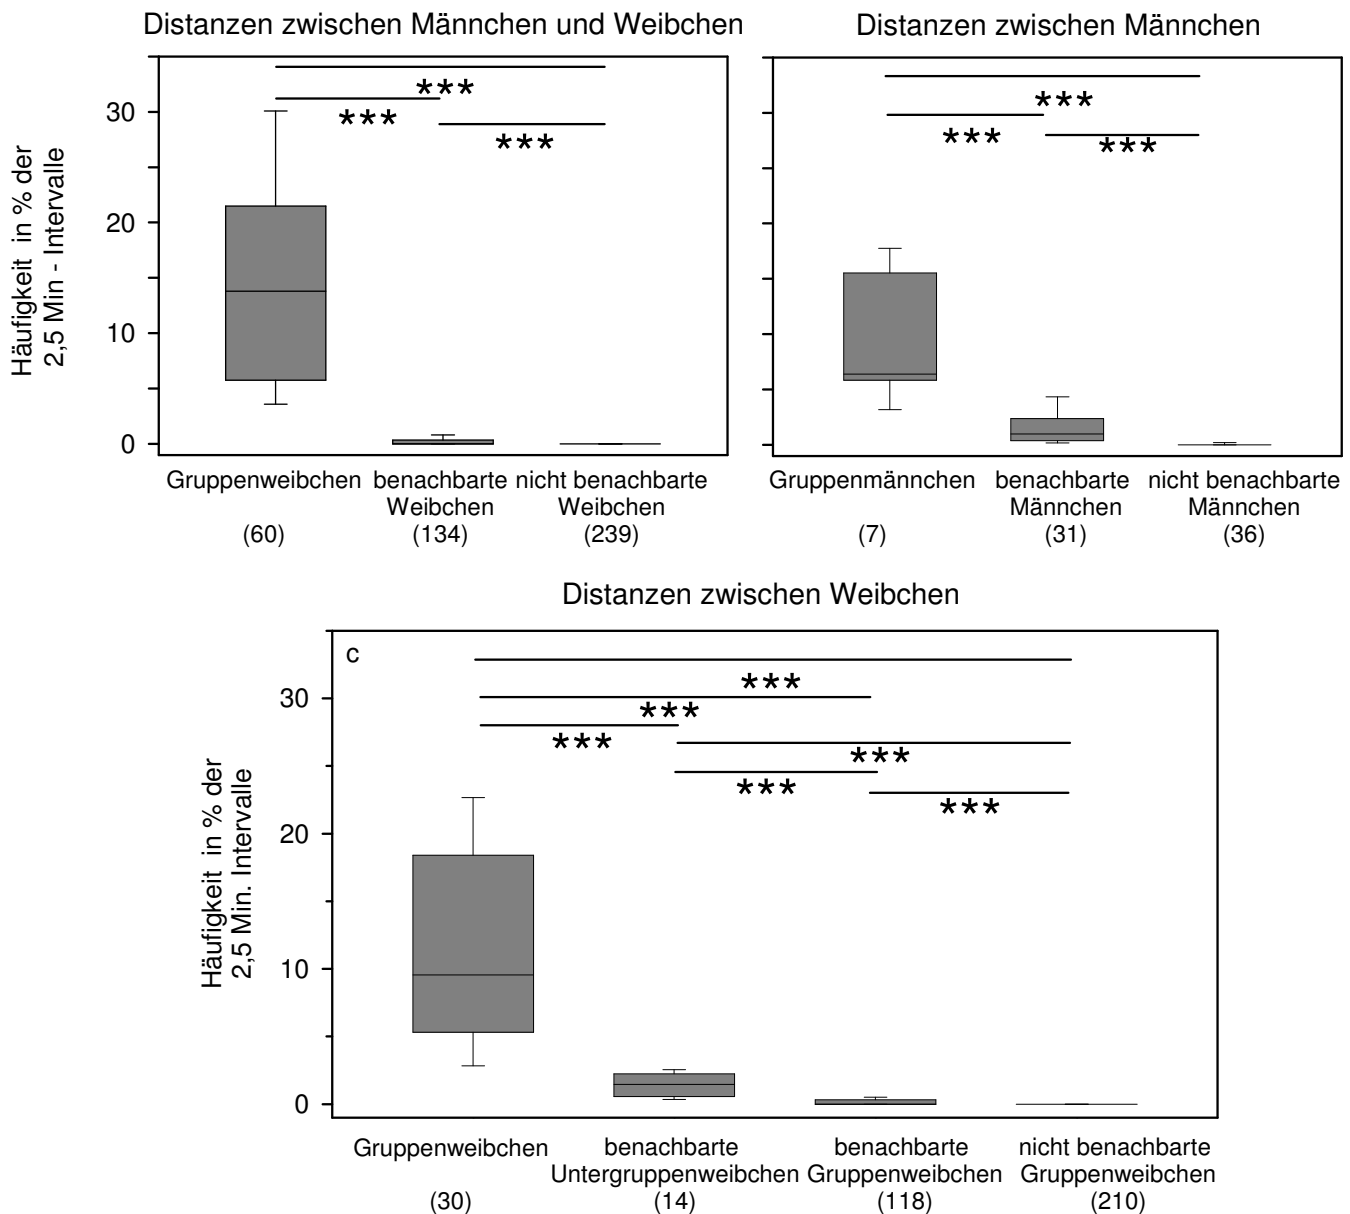 Distanzen zwischen Männchen und Weibchen
Häufigkeit in % der
2,5 Min - Intervalle
30
20
10
0
***
***
***
Gruppenweibchen benachbarte nicht benachbarte
Weibchen Weibchen
(60) (134) (239)
Distanzen zwischen Männchen
***
***
***
Gruppenmännchen benachbarte nicht benachbarte
Männchen Männchen
(7) (31) (36)
Distanzen zwischen Weibchen
c
Häufigkeit in % der
2,5 Min. Intervalle
30
20
10
0
***
***
***
***
***
***
Gruppenweibchen benachbarte benachbarte nicht benachbarte
Untergruppenweibchen Gruppenweibchen Gruppenweibchen
(30) (14) (118) (210)